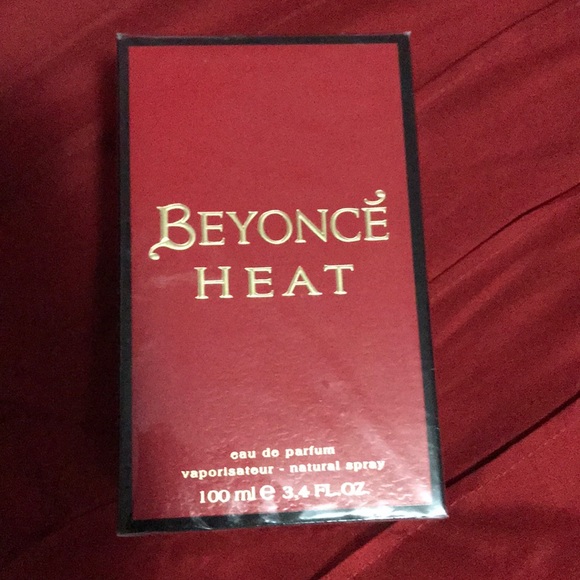 BEYONCÉ
HEAT
eau de parfum
vaporisateur - natural spray
100 ml ℮ 3.4 FL.OZ.